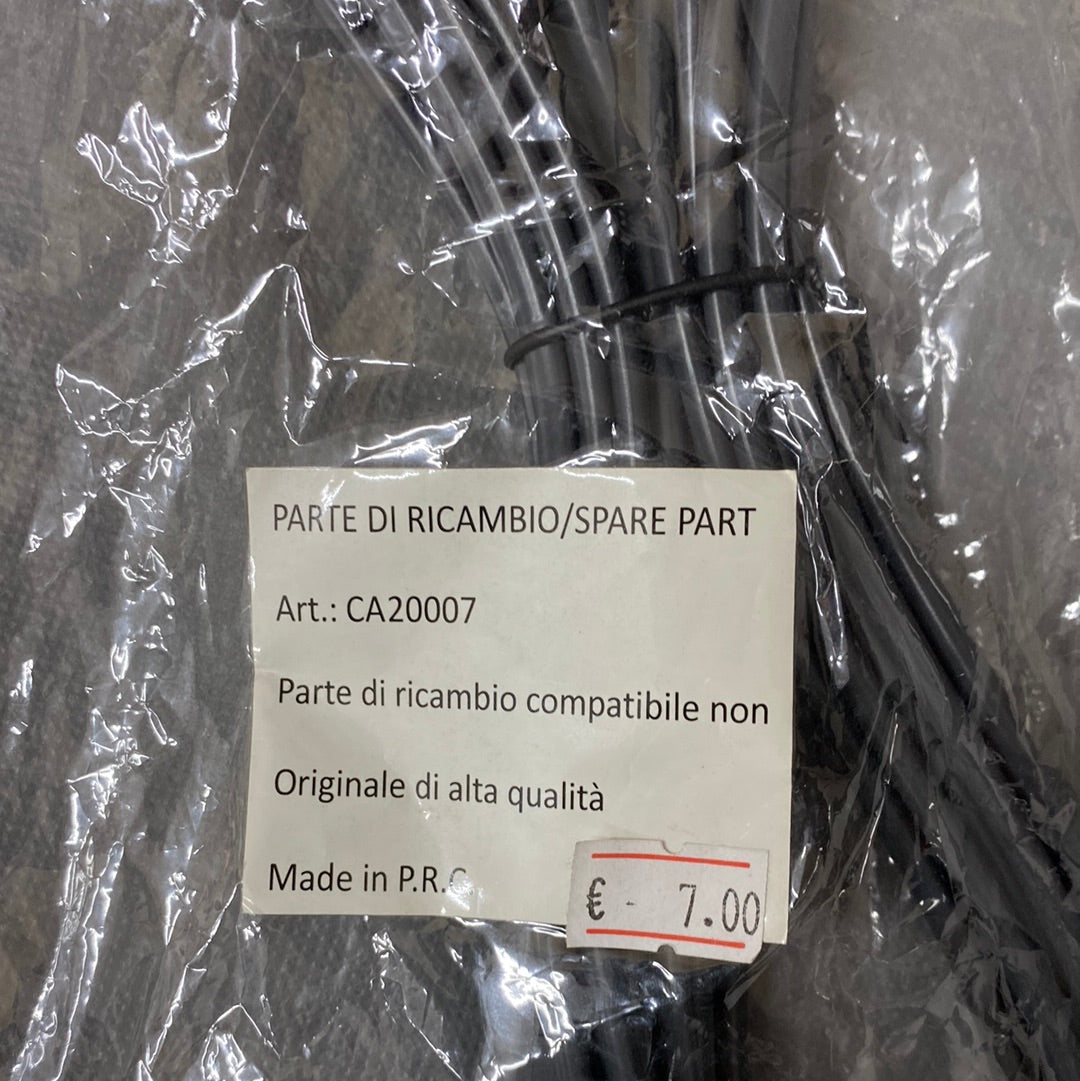 PARTE DI RICAMBIO/SPARE PART
Art.: CA20007
Parte di ricambio compatibile non
Originale di alta qualità
Made in P.R.C
€ - 7.00